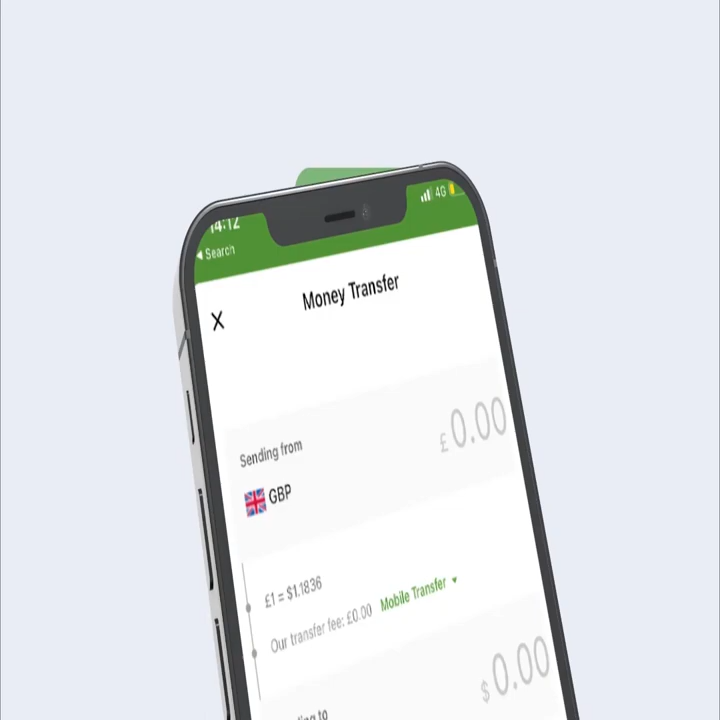 14:12
4G
Search
Money Transfer
Sending from
£0.00
GBP
£1 = $1.1836
Our transfer fee: £0.00 Mobile Transfer
$0.00
to